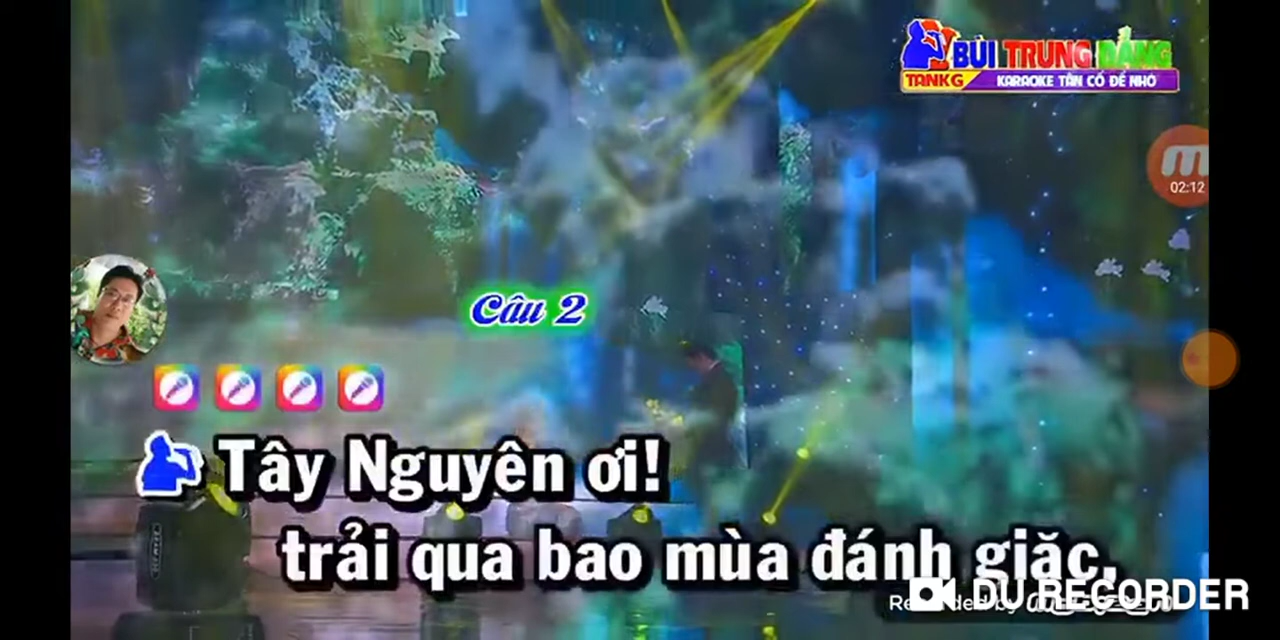 BÙI TRUNG ĐẲNG
TANK G KARAOKE TÂN CỔ DỄ NHỚ
02:12
Câu 2
Tây Nguyên ơi!
trải qua bao mùa đánh giặc,
DU RECORDER